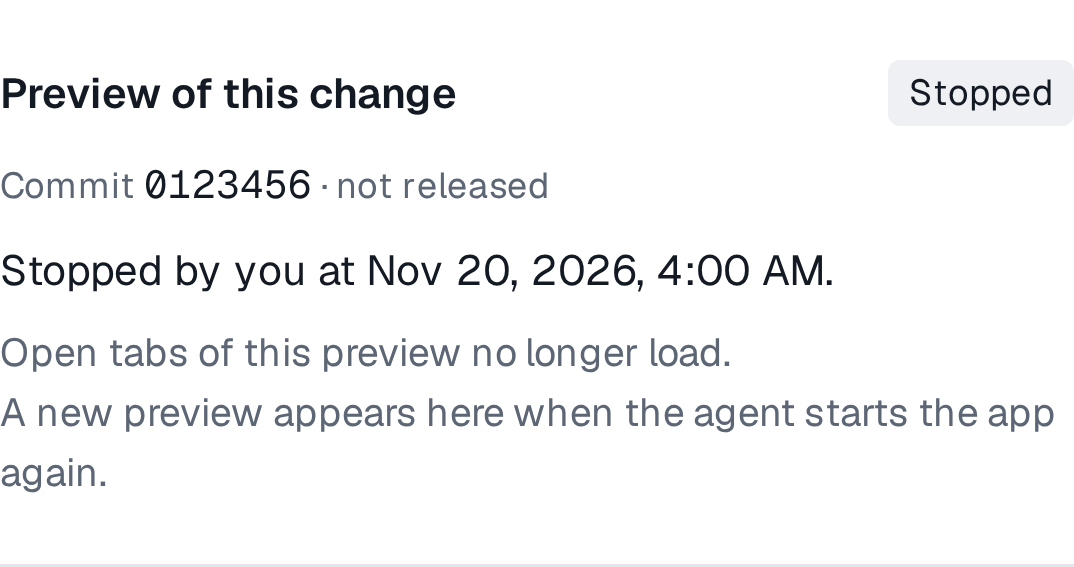 Preview of this change
Stopped
Commit 0123456 · not released
Stopped by you at Nov 20, 2026, 4:00 AM.
Open tabs of this preview no longer load.
A new preview appears here when the agent starts the app
again.